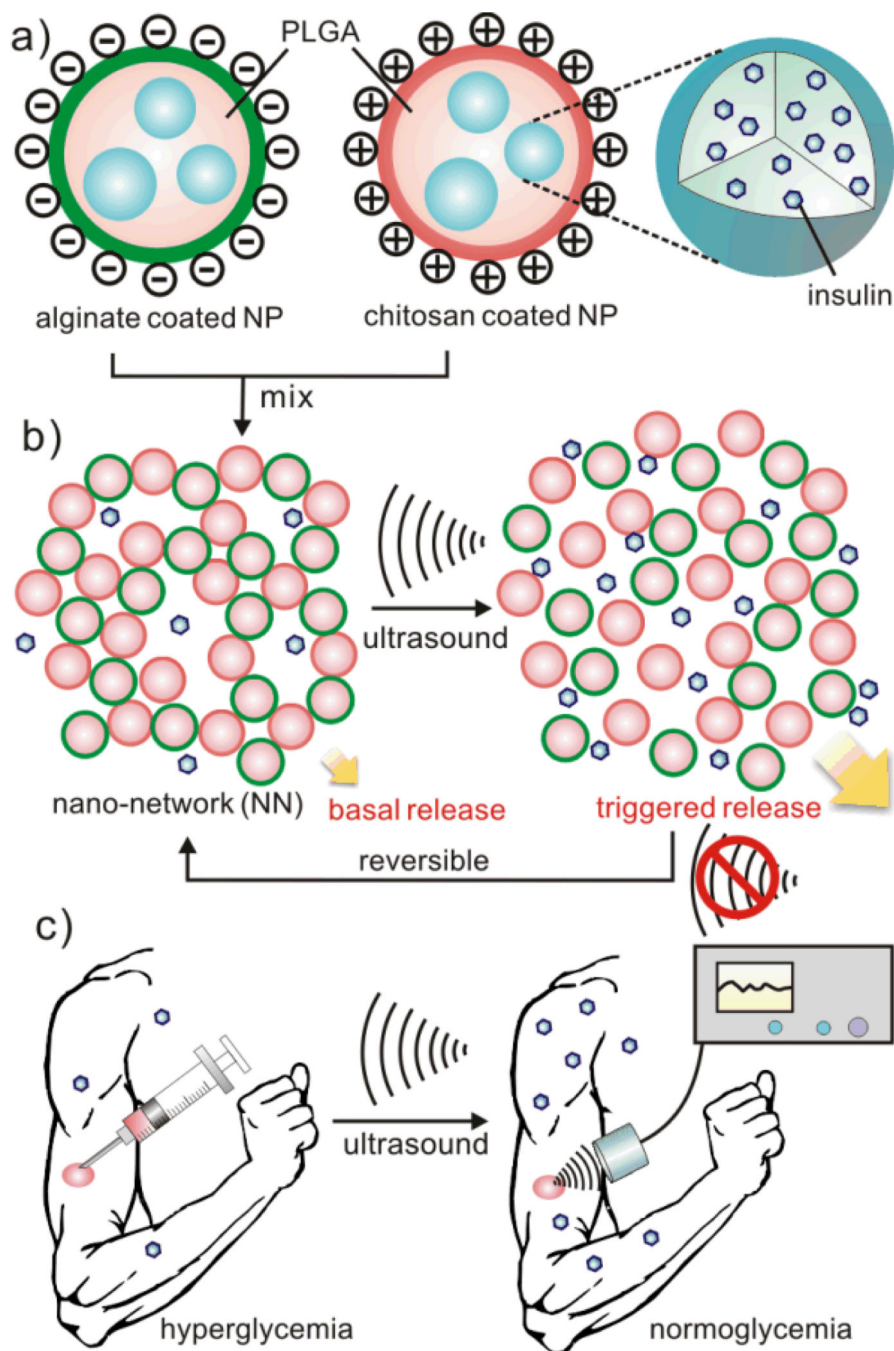 a)
PLGA
insulin
alginate coated NP
chitosan coated NP
mix
b)
ultrasound
nano-network (NN)
basal release
triggered release
reversible
c)
ultrasound
hyperglycemia
normoglycemia